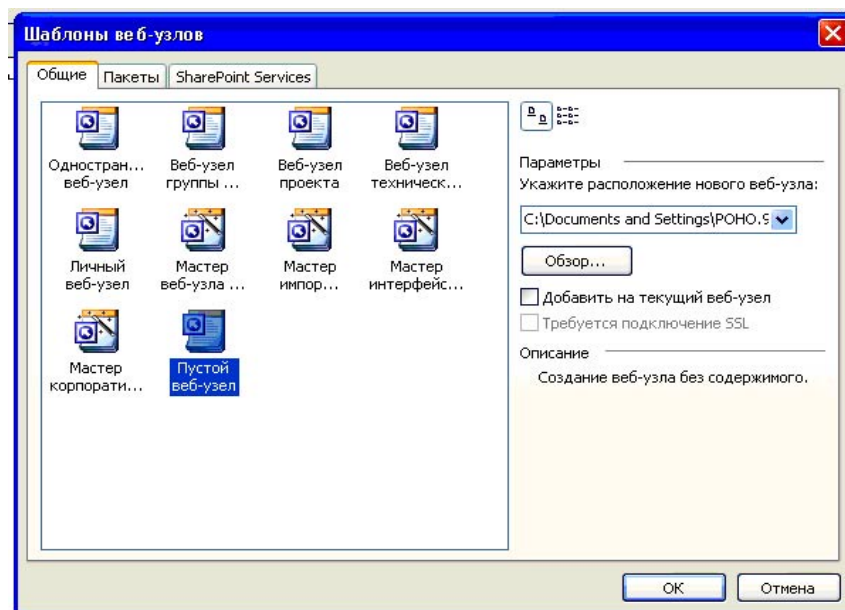 Шаблоны веб-узлов
Общие
Пакеты
SharePoint Services
Одностран...
веб-узел
Веб-узел
группы ...
Веб-узел
проекта
Веб-узел
техническ...
Личный
веб-узел
Мастер
веб-узла ...
Мастер
импор...
Мастер
интерфейс...
Мастер
корпорати...
Пустой
веб-узел
Параметры
Укажите расположение нового веб-узла:
C:\Documents and Settings\РОНО.9
Обзор...
Добавить на текущий веб-узел
Требуется подключение SSL
Описание
Создание веб-узла без содержимого.
ОК
Отмена